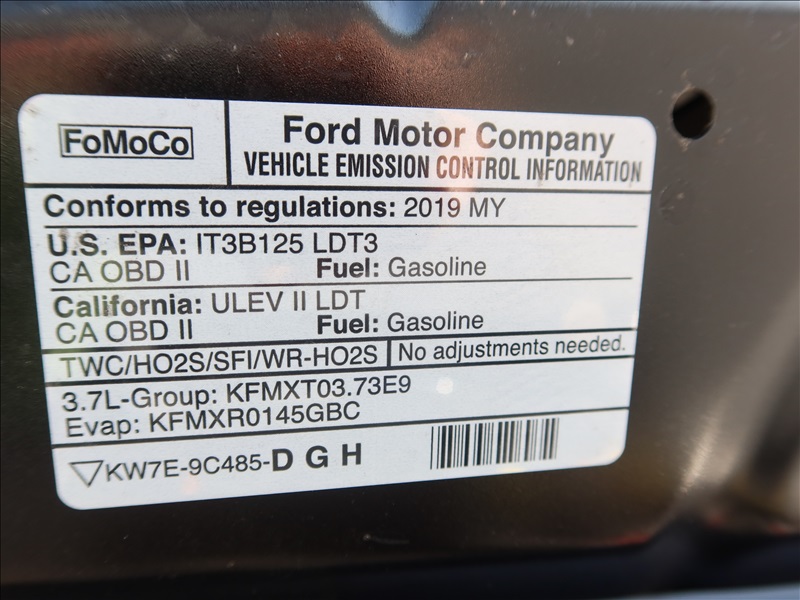 FoMoCo
Ford Motor Company
VEHICLE EMISSION CONTROL INFORMATION
Conforms to regulations: 2019 MY
U.S. EPA: IT3B125 LDT3
CA OBD II Fuel: Gasoline
California: ULEV II LDT
CA OBD II Fuel: Gasoline
TWC/HO2S/SFI/WR-HO2S No adjustments needed.
3.7L-Group: KFMXT03.73E9
Evap: KFMXR0145GBC
KW7E-9C485-D G H